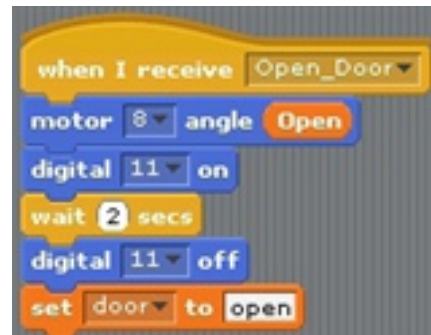 when I receive Open_Door
motor 8 angle Open
digital 11 on
wait 2 secs
digital 11 off
set door to open